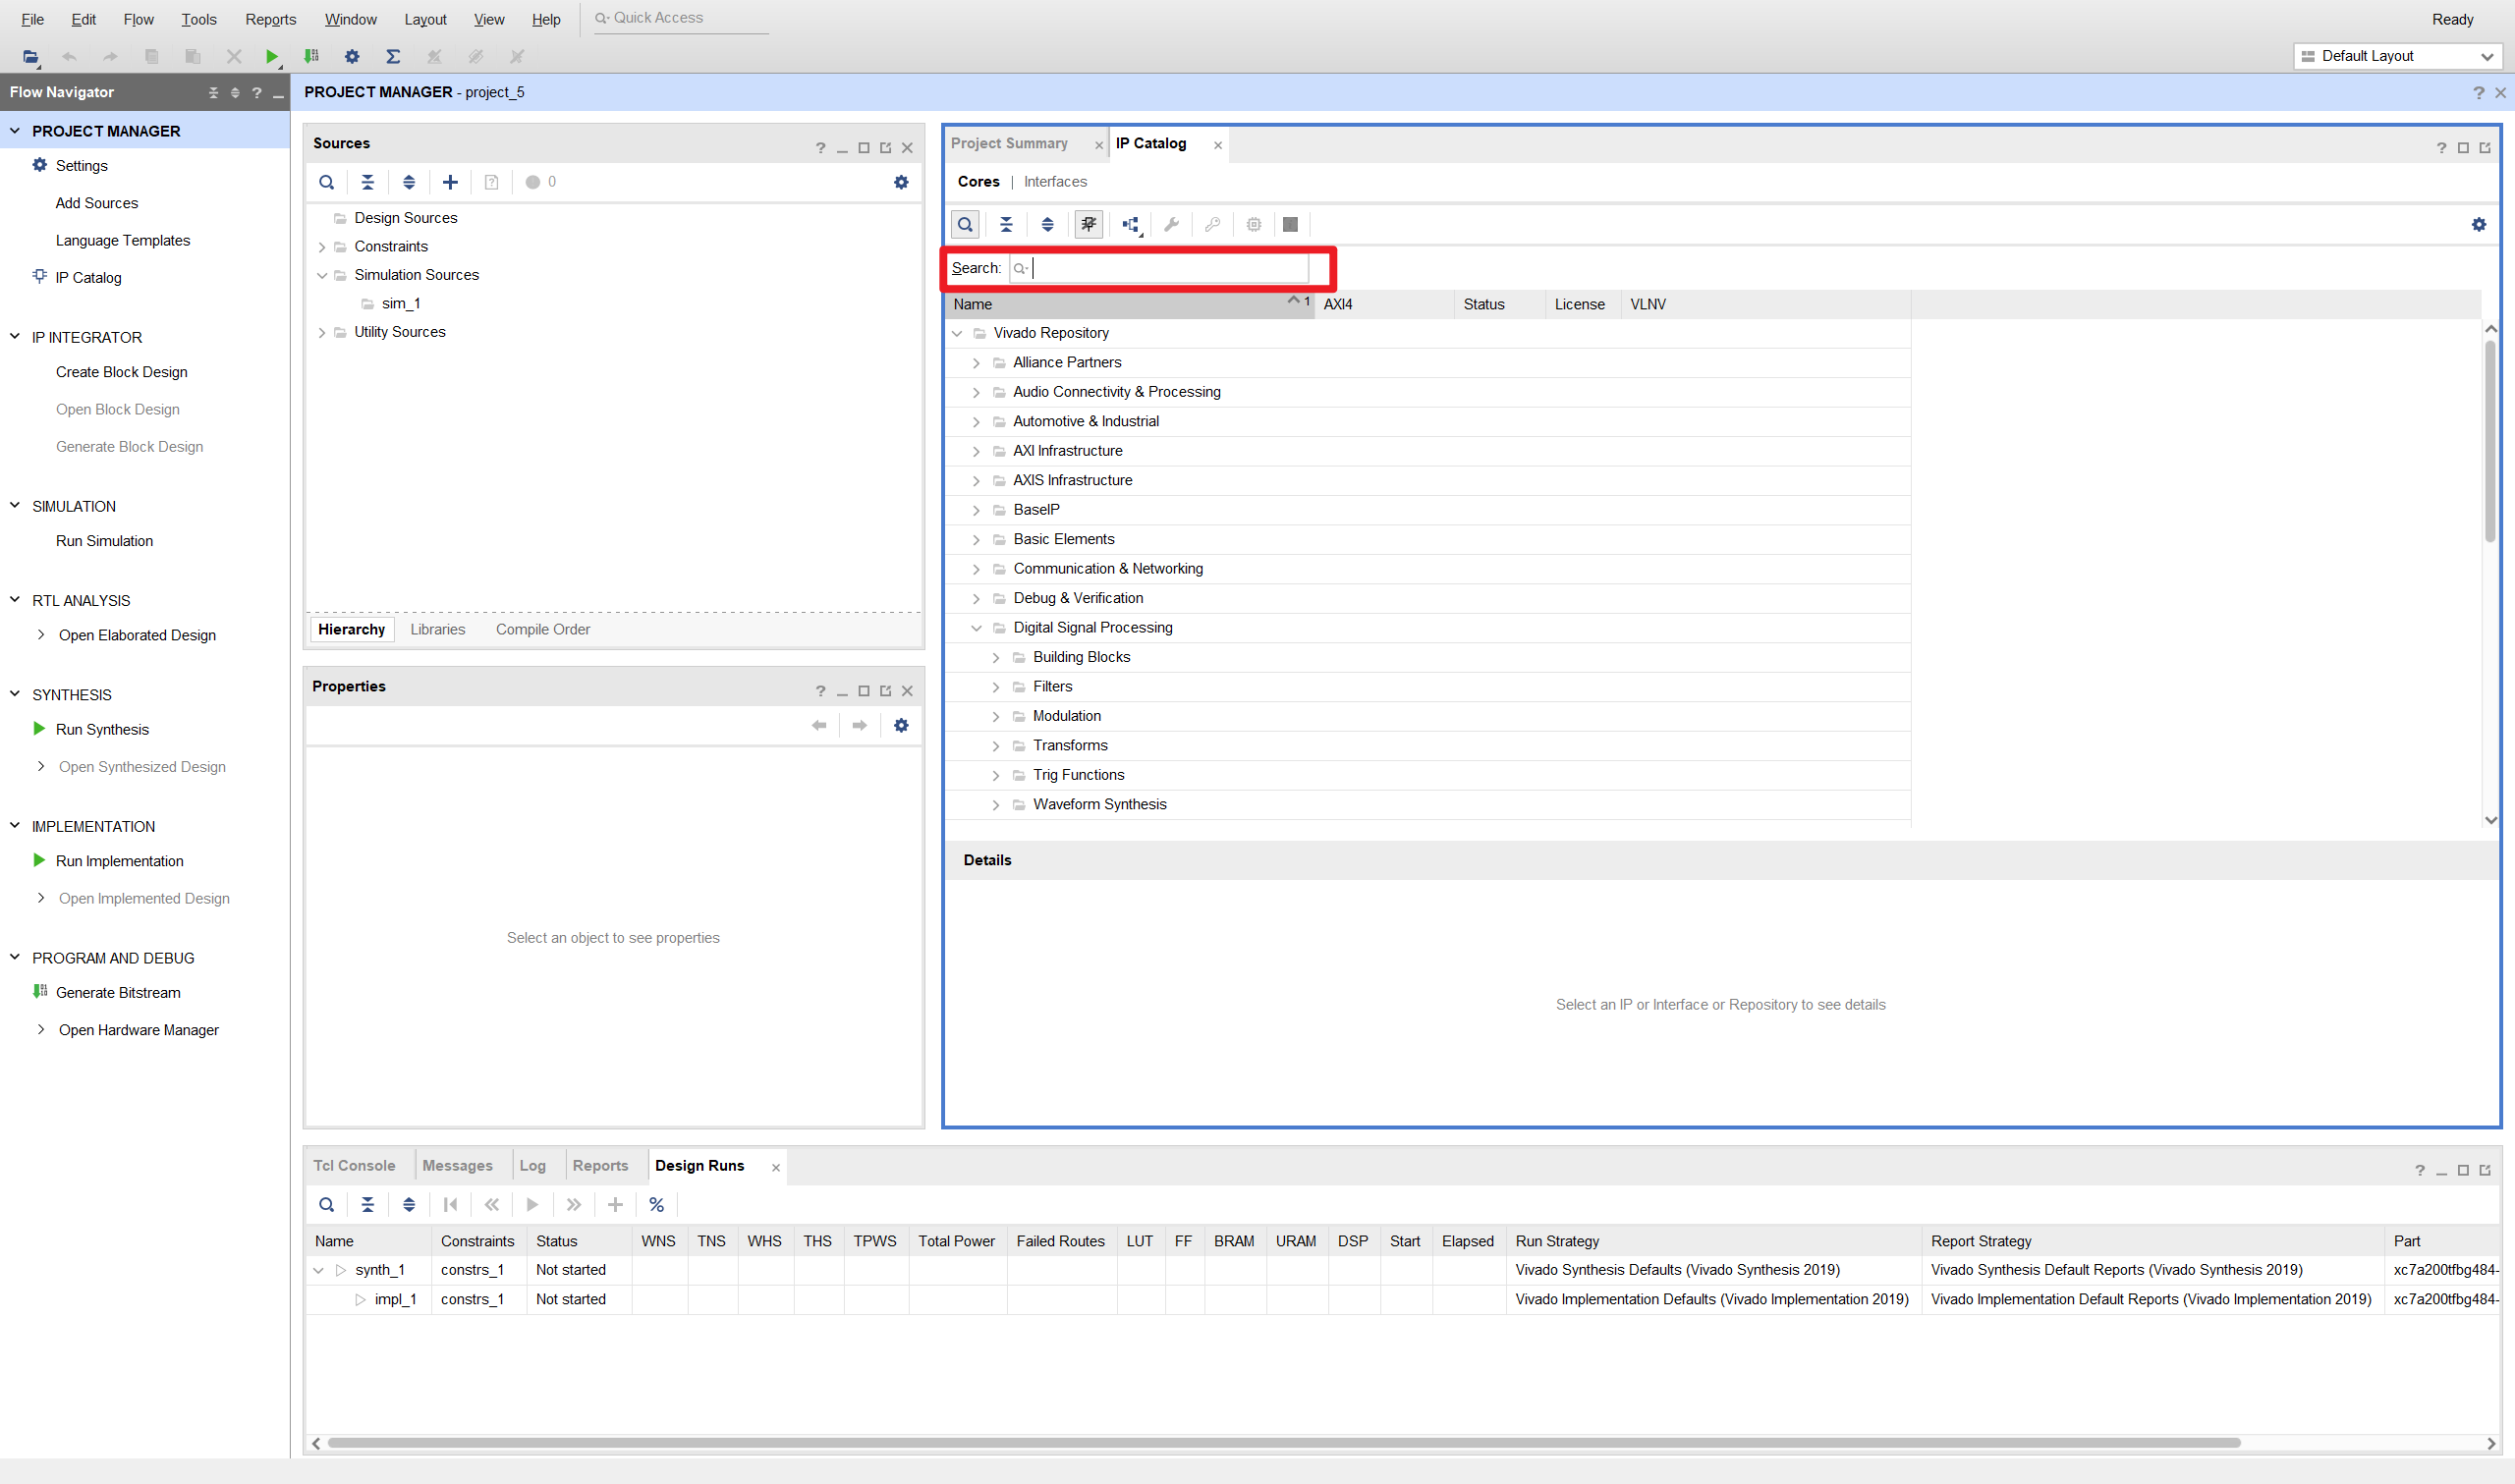 File Edit Flow Tools Reports Window Layout View Help Quick Access Ready
Default Layout
Flow Navigator
PROJECT MANAGER
Settings
Add Sources
Language Templates
IP Catalog
IP INTEGRATOR
Create Block Design
Open Block Design
Generate Block Design
SIMULATION
Run Simulation
RTL ANALYSIS
Open Elaborated Design
SYNTHESIS
Run Synthesis
Open Synthesized Design
IMPLEMENTATION
Run Implementation
Open Implemented Design
PROGRAM AND DEBUG
Generate Bitstream
Open Hardware Manager
PROJECT MANAGER - project_5
Sources
0
Design Sources
Constraints
Simulation Sources
sim_1
Utility Sources
Hierarchy Libraries Compile Order
Properties
Select an object to see properties
Project Summary IP Catalog
Cores | Interfaces
Search:
Name 1 AXI4 Status License VLNV
Vivado Repository
Alliance Partners
Audio Connectivity & Processing
Automotive & Industrial
AXI Infrastructure
AXIS Infrastructure
BaseIP
Basic Elements
Communication & Networking
Debug & Verification
Digital Signal Processing
Building Blocks
Filters
Modulation
Transforms
Trig Functions
Waveform Synthesis
Details
Select an IP or Interface or Repository to see details
Tcl Console Messages Log Reports Design Runs
Name Constraints Status WNS TNS WHS THS TPWS Total Power Failed Routes LUT FF BRAM URAM DSP Start Elapsed Run Strategy Report Strategy Part
synth_1 constrs_1 Not started Vivado Synthesis Defaults (Vivado Synthesis 2019) Vivado Synthesis Default Reports (Vivado Synthesis 2019) xc7a200tfbg484-
impl_1 constrs_1 Not started Vivado Implementation Defaults (Vivado Implementation 2019) Vivado Implementation Default Reports (Vivado Implementation 2019) xc7a200tfbg484-